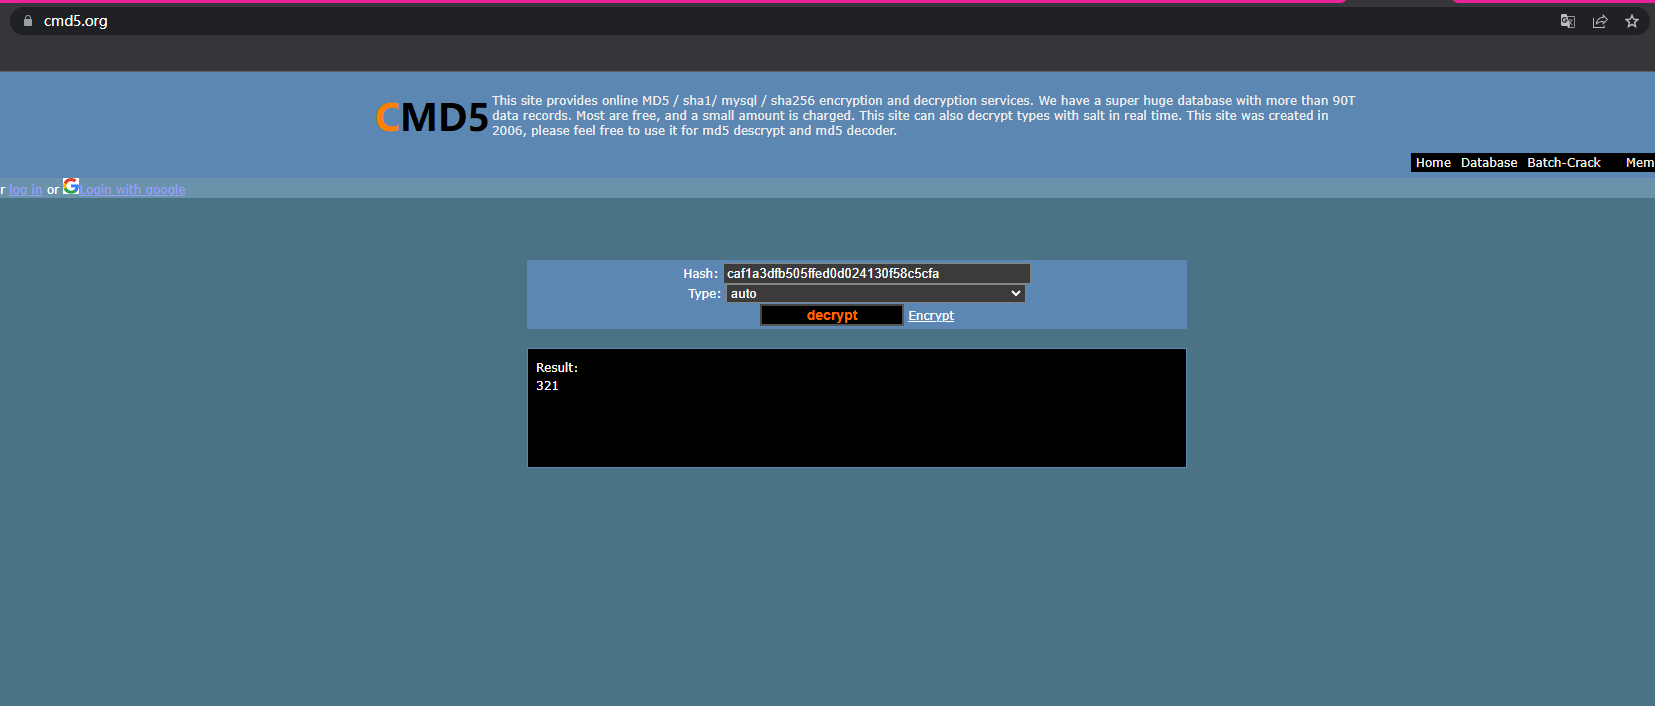 cmd5.org
CMD5
This site provides online MD5 / sha1/ mysql / sha256 encryption and decryption services. We have a super huge database with more than 90T
data records. Most are free, and a small amount is charged. This site can also decrypt types with salt in real time. This site was created in
2006, please feel free to use it for md5 descrypt and md5 decoder.
Home Database Batch-Crack Mem
r log in or Login with google
Hash: caf1a3dfb505ffed0d024130f58c5cfa
Type: auto
decrypt Encrypt
Result:
321